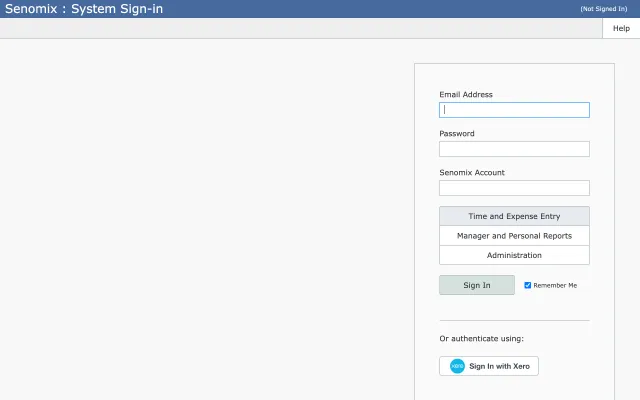 Senomix : System Sign-in
(Not Signed In)
Help
Email Address
Password
Senomix Account
Time and Expense Entry
Manager and Personal Reports
Administration
Sign In
Remember Me
Or authenticate using:
xero Sign In with Xero